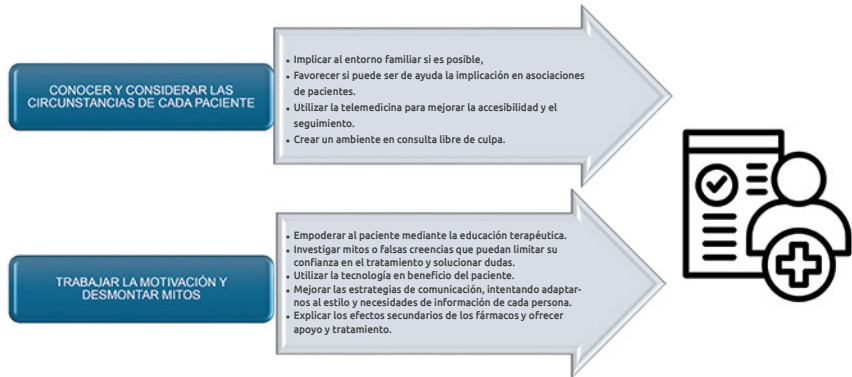 CONOCER Y CONSIDERAR LAS
CIRCUNSTANCIAS DE CADA PACIENTE
• Implicar al entorno familiar si es posible,
• Favorecer si puede ser de ayuda la implicación en asociaciones
de pacientes.
• Utilizar la telemedicina para mejorar la accesibilidad y el
seguimiento.
• Crear un ambiente en consulta libre de culpa.
TRABAJAR LA MOTIVACIÓN Y
DESMONTAR MITOS
• Empoderar al paciente mediante la educación terapéutica.
• Investigar mitos o falsas creencias que puedan limitar su
confianza en el tratamiento y solucionar dudas.
• Utilizar la tecnología en beneficio del paciente.
• Mejorar las estrategias de comunicación, intentando adaptar-
nos al estilo y necesidades de información de cada persona.
• Explicar los efectos secundarios de los fármacos y ofrecer
apoyo y tratamiento.